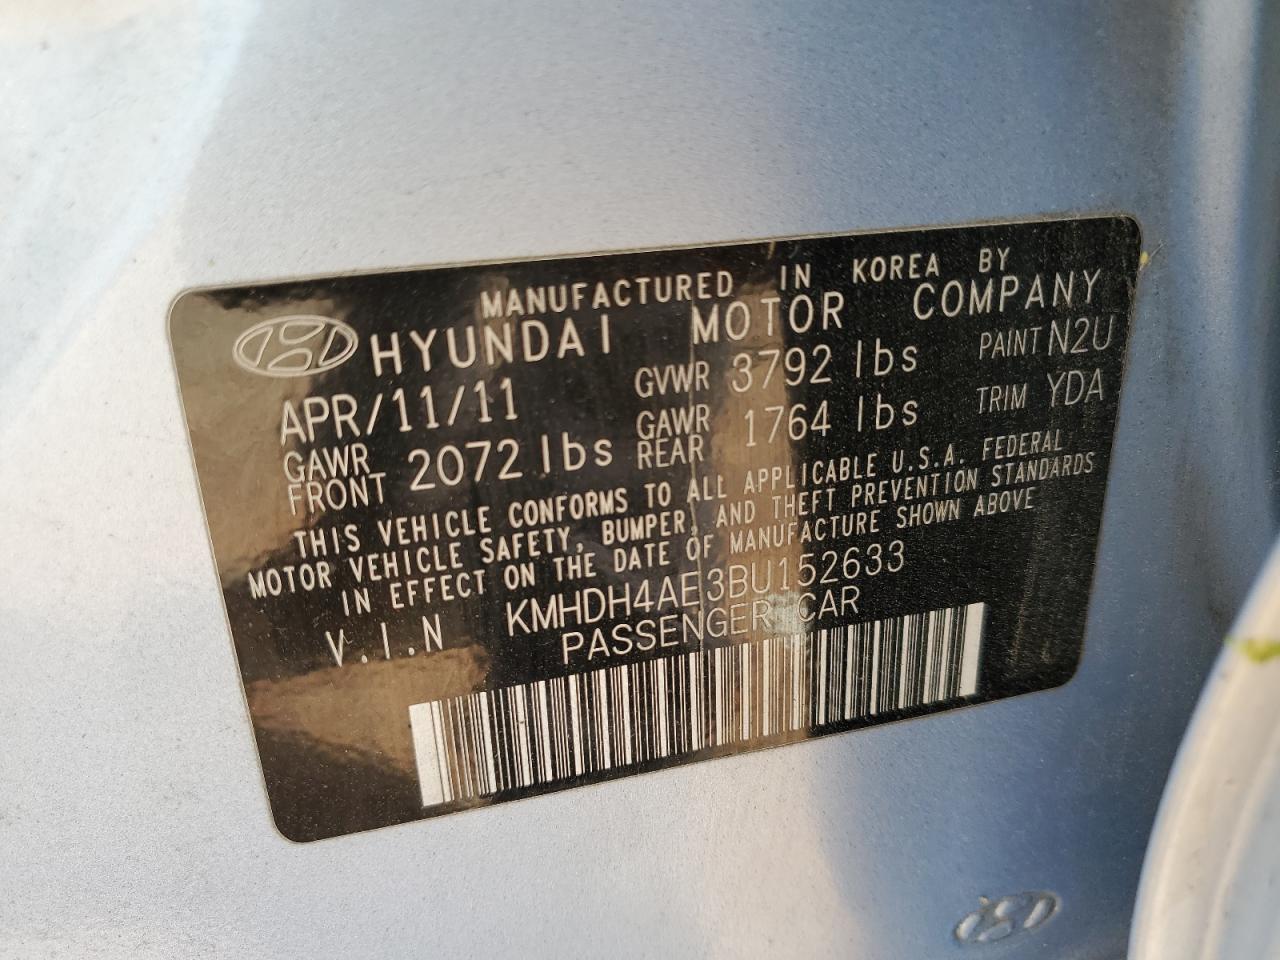 MANUFACTURED IN KOREA BY
HYUNDAI MOTOR COMPANY
APR/11/11 GVWR 3792 lbs PAINT N2U
GAWR FRONT 2072 lbs GAWR REAR 1764 lbs TRIM YDA
THIS VEHICLE CONFORMS TO ALL APPLICABLE U.S.A. FEDERAL
MOTOR VEHICLE SAFETY, BUMPER, AND THEFT PREVENTION STANDARDS
IN EFFECT ON THE DATE OF MANUFACTURE SHOWN ABOVE
V.I.N KMHDH4AE3BU152633
PASSENGER CAR